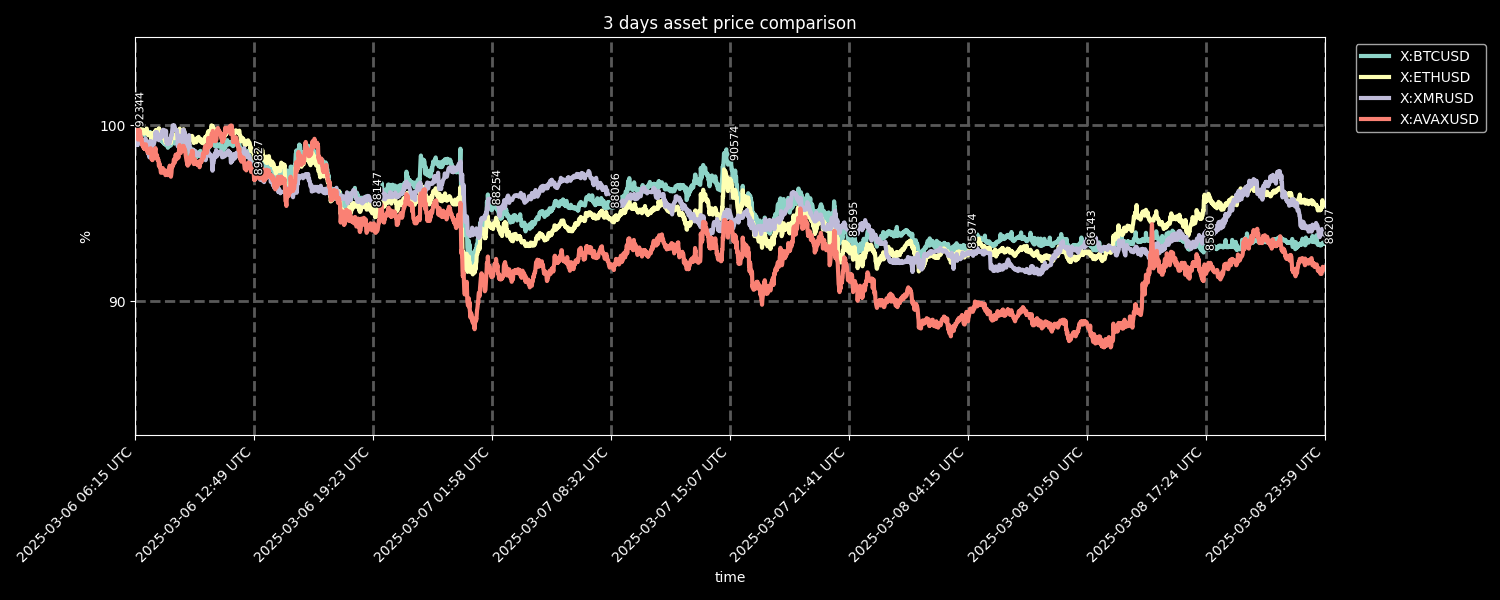 3 days asset price comparison
X:BTCUSD
X:ETHUSD
X:XMRUSD
X:AVAXUSD
%
100
90
92344
89827
88147
88254
88086
90574
86595
85974
86143
85860
86207
2025-03-06 06:15 UTC
2025-03-06 12:49 UTC
2025-03-06 19:23 UTC
2025-03-07 01:58 UTC
2025-03-07 08:32 UTC
2025-03-07 15:07 UTC
2025-03-07 21:41 UTC
2025-03-08 04:15 UTC
2025-03-08 10:50 UTC
2025-03-08 17:24 UTC
2025-03-08 23:59 UTC
time